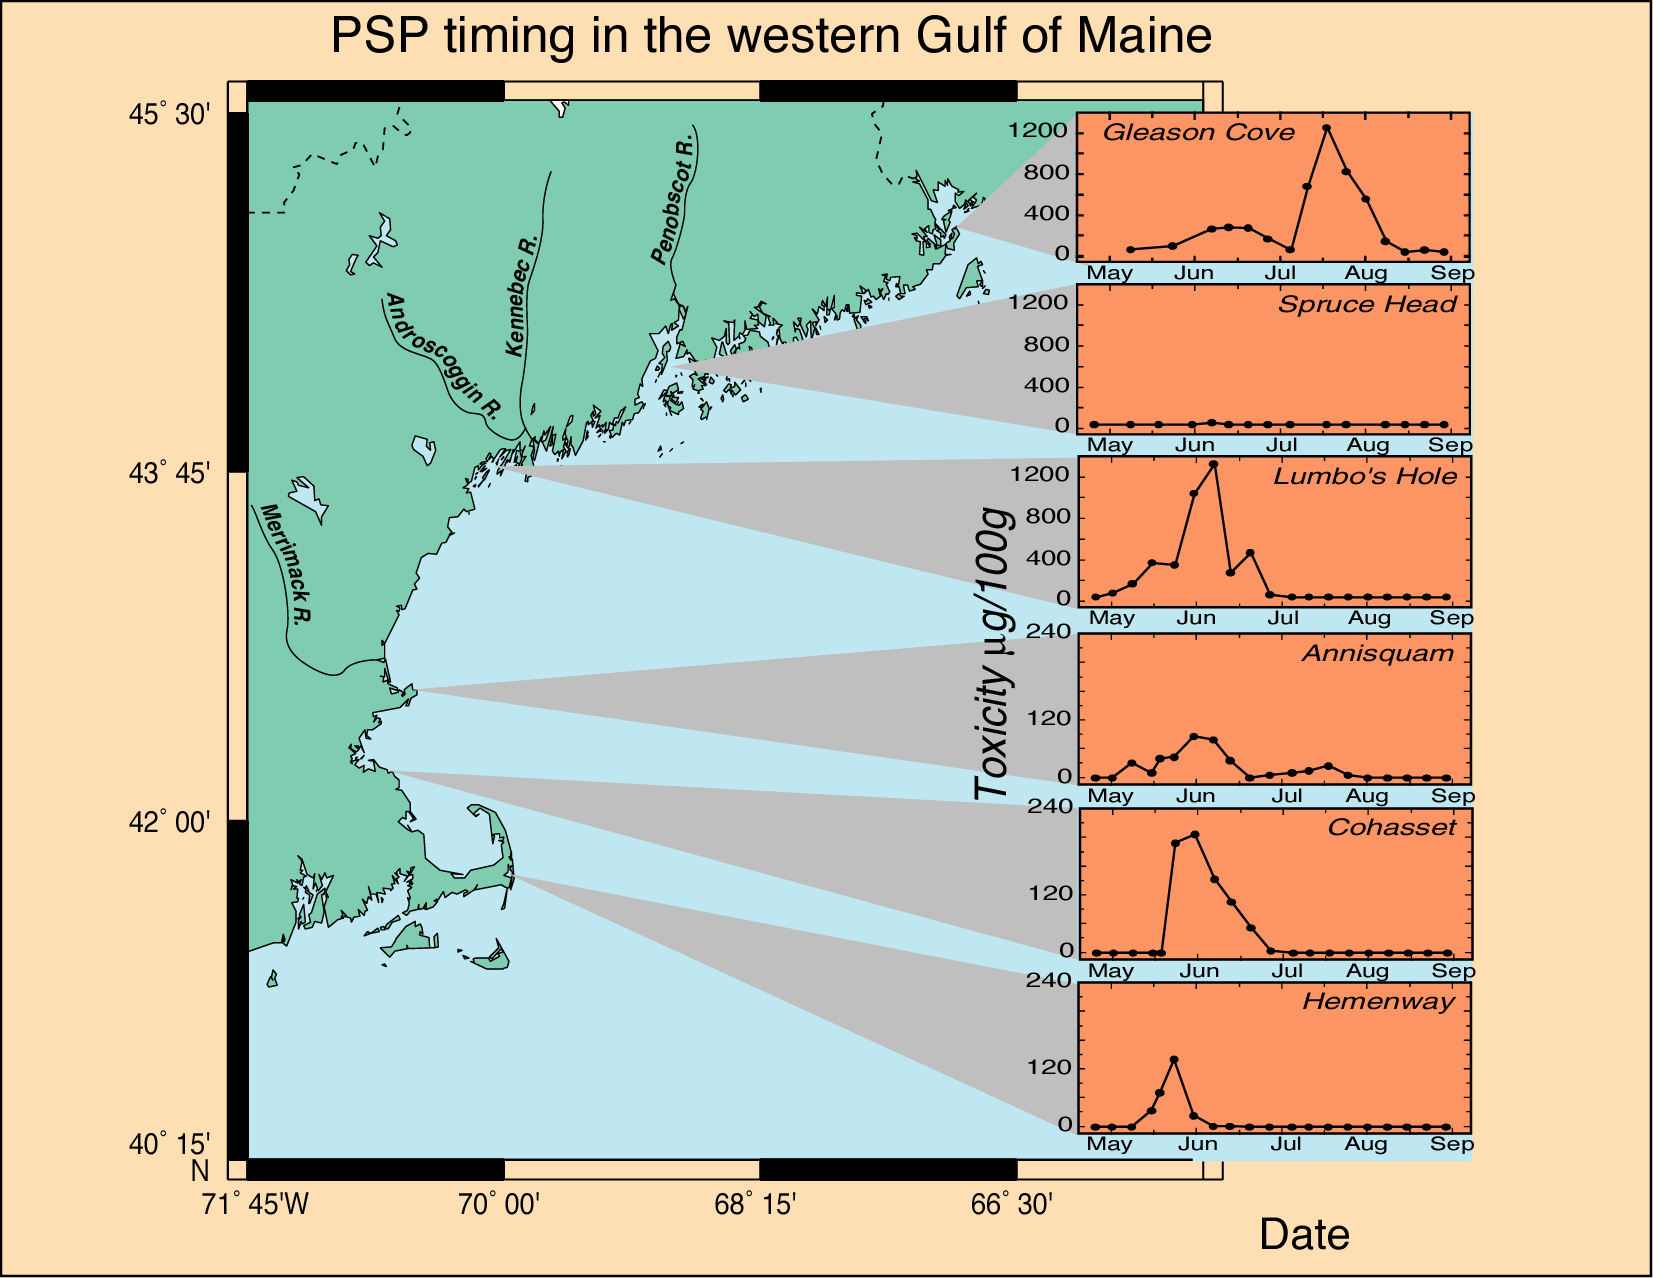 PSP timing in the western Gulf of Maine
45° 30'
43° 45'
42° 00'
40° 15'
N
71° 45'W
70° 00'
68° 15'
66° 30'
Androscoggin R.
Kennebec R.
Penobscot R.
Merrimack R.
Toxicity µg/100g
Gleason Cove
1200
800
400
0
May Jun Jul Aug Sep
Spruce Head
1200
800
400
0
May Jun Jul Aug Sep
Lumbo's Hole
1200
800
400
0
May Jun Jul Aug Sep
Annisquam
240
120
0
May Jun Jul Aug Sep
Cohasset
240
120
0
May Jun Jul Aug Sep
Hemenway
240
120
0
May Jun Jul Aug Sep
Date